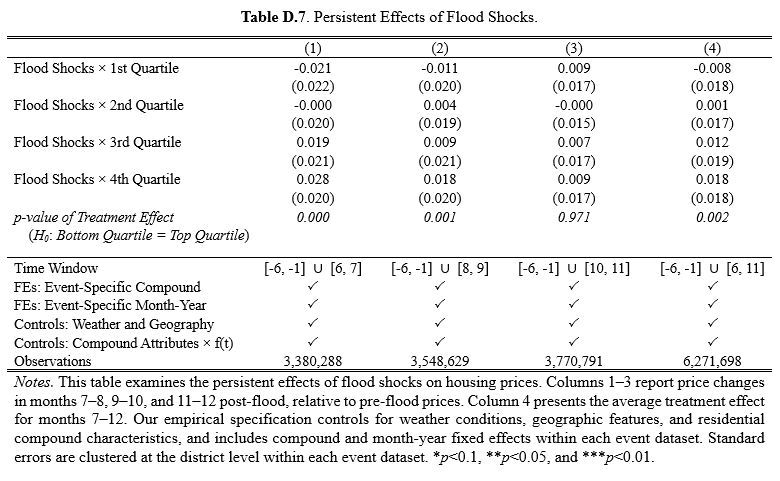 Table D.7. Persistent Effects of Flood Shocks.
(1) (2) (3) (4)
Flood Shocks × 1st Quartile -0.021 -0.011 0.009 -0.008
(0.022) (0.020) (0.017) (0.018)
Flood Shocks × 2nd Quartile -0.000 0.004 -0.000 0.001
(0.020) (0.019) (0.015) (0.017)
Flood Shocks × 3rd Quartile 0.019 0.009 0.007 0.012
(0.021) (0.021) (0.017) (0.019)
Flood Shocks × 4th Quartile 0.028 0.018 0.009 0.018
(0.020) (0.020) (0.017) (0.018)
p-value of Treatment Effect 0.000 0.001 0.971 0.002
(H₀: Bottom Quartile = Top Quartile)
Time Window [-6, -1] ∪ [6, 7] [-6, -1] ∪ [8, 9] [-6, -1] ∪ [10, 11] [-6, -1] ∪ [6, 11]
FEs: Event-Specific Compound ✓ ✓ ✓ ✓
FEs: Event-Specific Month-Year ✓ ✓ ✓ ✓
Controls: Weather and Geography ✓ ✓ ✓ ✓
Controls: Compound Attributes × f(t) ✓ ✓ ✓ ✓
Observations 3,380,288 3,548,629 3,770,791 6,271,698
Notes. This table examines the persistent effects of flood shocks on housing prices. Columns 1–3 report price changes
in months 7–8, 9–10, and 11–12 post-flood, relative to pre-flood prices. Column 4 presents the average treatment effect
for months 7–12. Our empirical specification controls for weather conditions, geographic features, and residential
compound characteristics, and includes compound and month-year fixed effects within each event dataset. Standard
errors are clustered at the district level within each event dataset. *p<0.1, **p<0.05, and ***p<0.01.